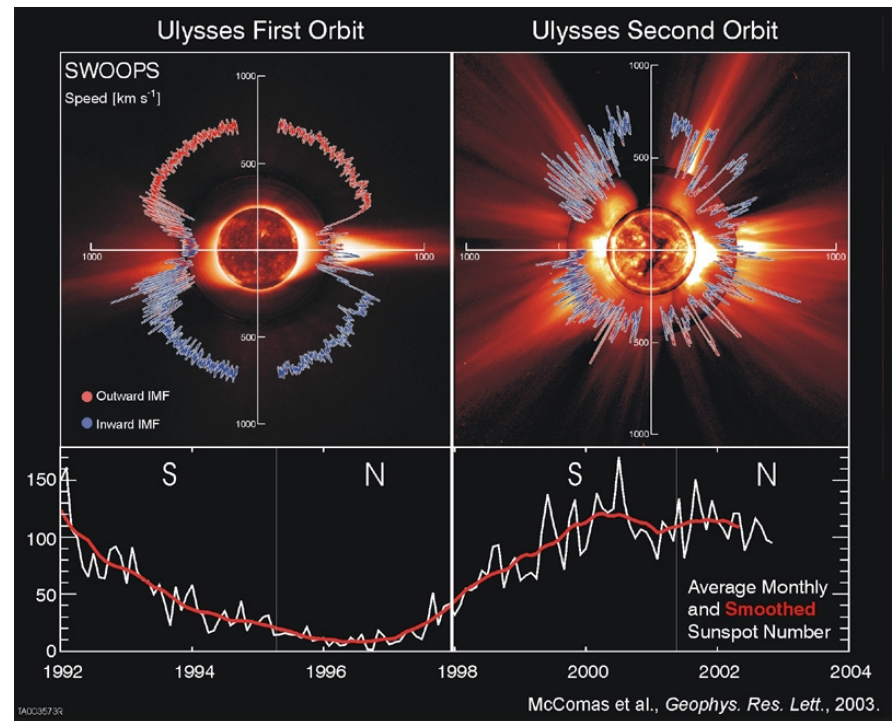 Ulysses First Orbit
Ulysses Second Orbit
SWOOPS
Speed [km s⁻¹]
1000
500
1000
1000
500
1000
Outward IMF
Inward IMF
1000
500
1000
1000
500
1000
S
N
S
N
150
100
50
0
Average Monthly
and Smoothed
Sunspot Number
1992
1994
1996
1998
2000
2002
2004
McComas et al., Geophys. Res. Lett., 2003.
TA003573R